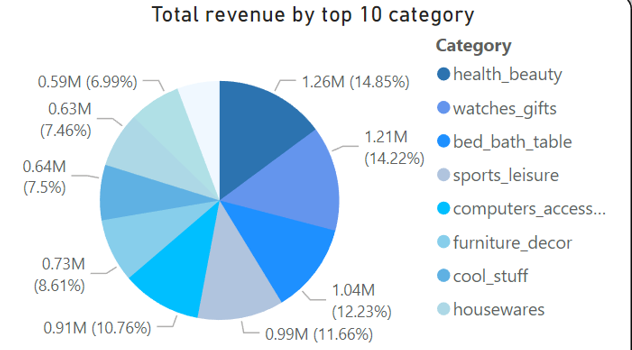 Total revenue by top 10 category
Category
health_beauty
watches_gifts
bed_bath_table
sports_leisure
computers_access...
furniture_decor
cool_stuff
housewares
1.26M (14.85%)
1.21M
(14.22%)
1.04M
(12.23%)
0.99M (11.66%)
0.91M (10.76%)
0.73M
(8.61%)
0.64M
(7.5%)
0.63M
(7.46%)
0.59M (6.99%)